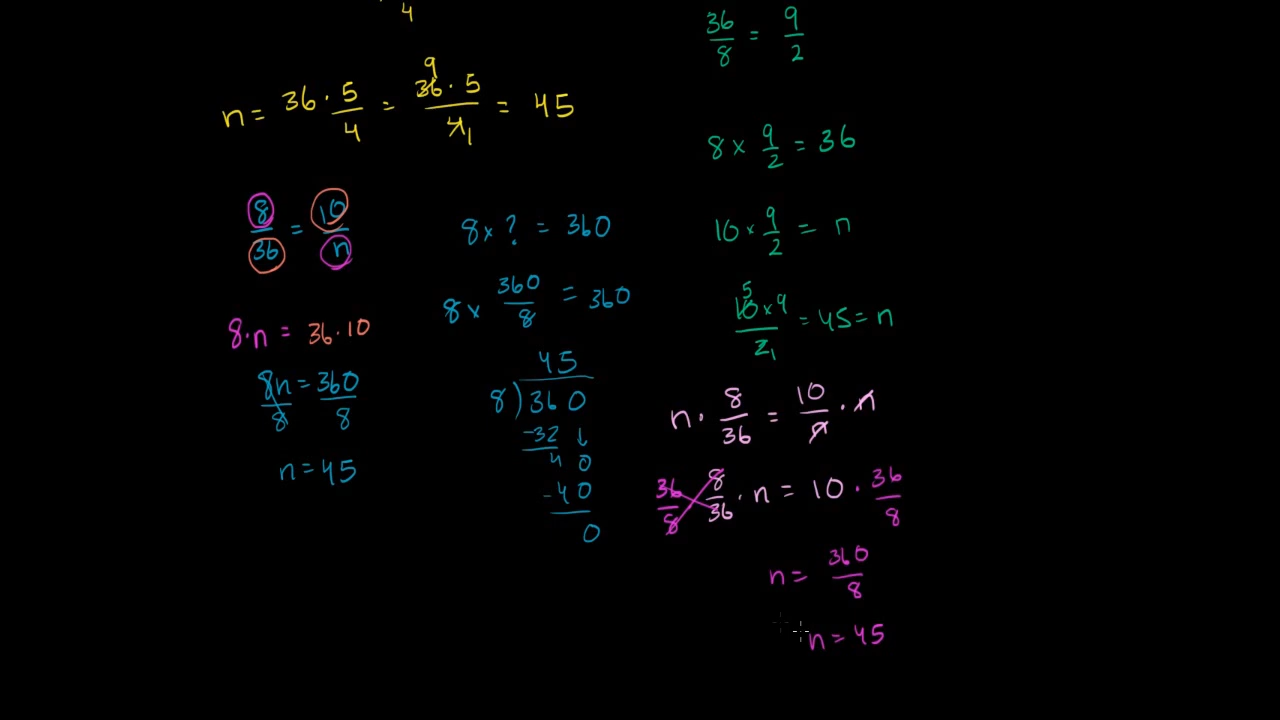 4
n = 36 · 5/4 = 9 36 · 5 / 4 1 = 45
8/36 = 10/n
8·n = 36·10
8n/8 = 360/8
n = 45
8 × ? = 360
8 × 360/8 = 360
45
8 ) 360
-32 ↓
4 0
-40
0
36/8 = 9/2
8 × 9/2 = 36
10 × 9/2 = n
5 10 × 9 / 2 1 = 45 = n
n · 8/36 = 10/n · n
36/8 8/36 · n = 10 · 36/8
n = 360/8
n = 45